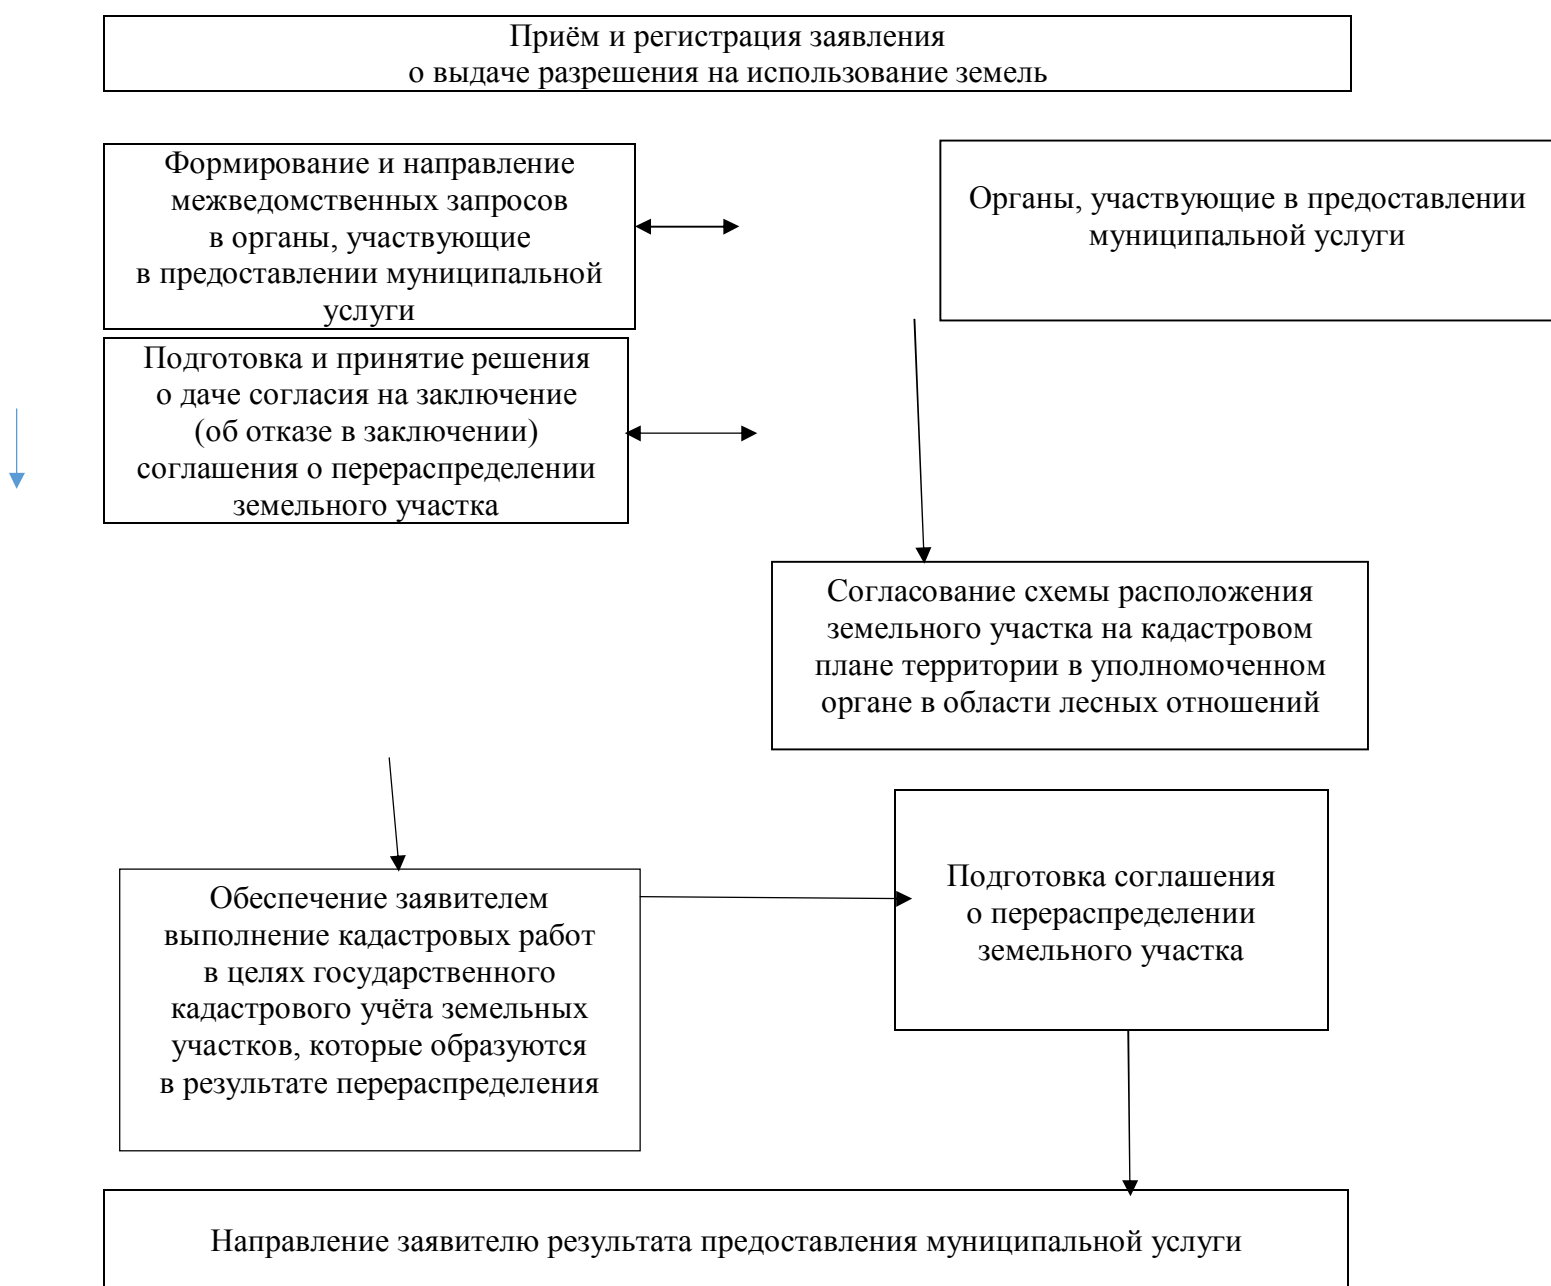 Приём и регистрация заявления
о выдаче разрешения на использование земель
Формирование и направление
межведомственных запросов
в органы, участвующие
в предоставлении муниципальной
услуги
Органы, участвующие в предоставлении
муниципальной услуги
Подготовка и принятие решения
о даче согласия на заключение
(об отказе в заключении)
соглашения о перераспределении
земельного участка
Согласование схемы расположения
земельного участка на кадастровом
плане территории в уполномоченном
органе в области лесных отношений
Обеспечение заявителем
выполнение кадастровых работ
в целях государственного
кадастрового учёта земельных
участков, которые образуются
в результате перераспределения
Подготовка соглашения
о перераспределении
земельного участка
Направление заявителю результата предоставления муниципальной услуги